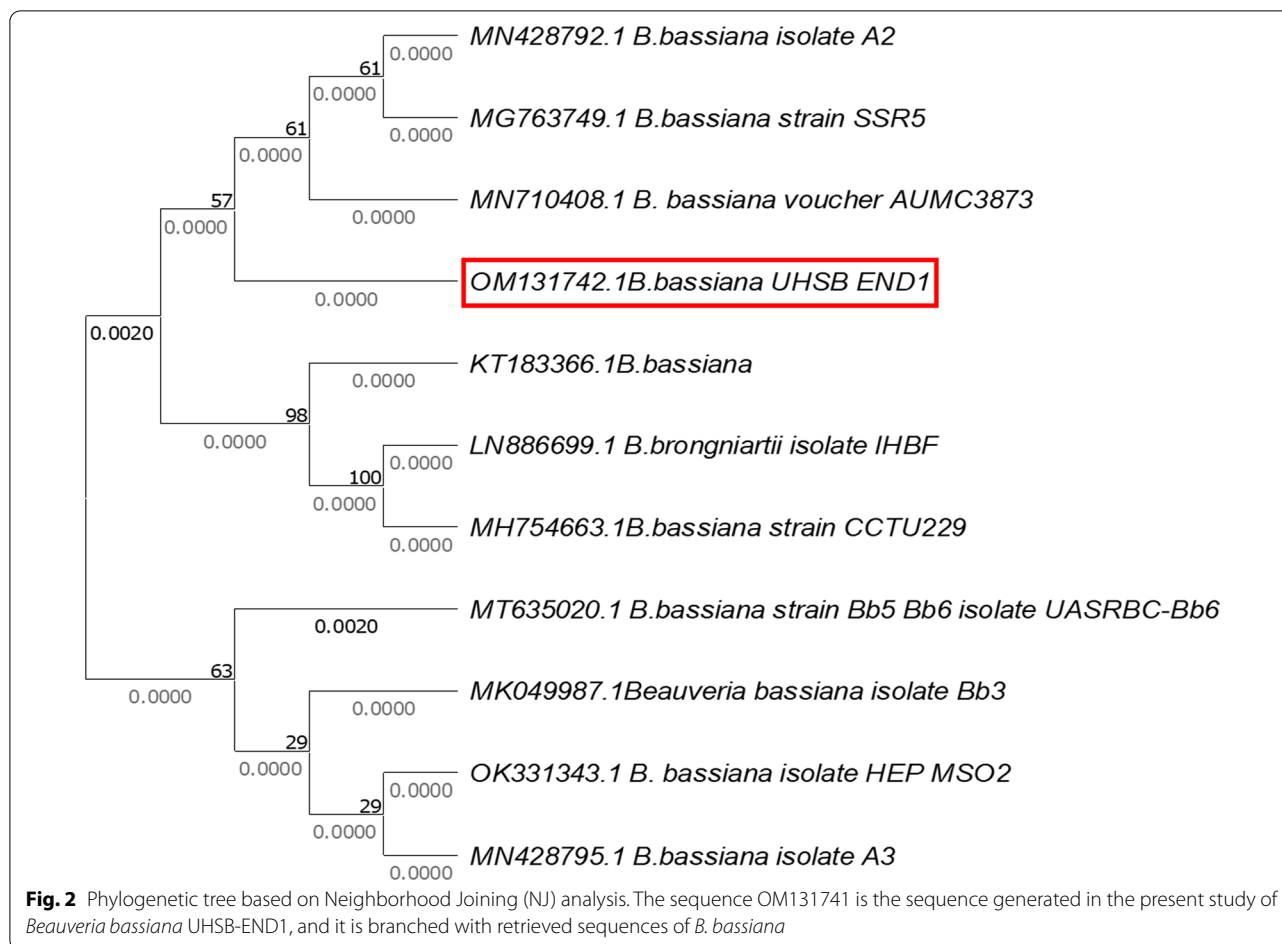 MN428792.1 B.bassiana isolate A2
0.0000
61
0.0000
MG763749.1 B.bassiana strain SSR5
0.0000
61
0.0000
MN710408.1 B. bassiana voucher AUMC3873
0.0000
57
0.0000
OM131742.1B.bassiana UHSB END1
0.0000
0.0020
KT183366.1B.bassiana
0.0000
98
0.0000
LN886699.1 B.brongniartii isolate IHBF
0.0000
100
0.0000
MH754663.1B.bassiana strain CCTU229
0.0000
MT635020.1 B.bassiana strain Bb5 Bb6 isolate UASRBC-Bb6
0.0020
63
0.0000
MK049987.1Beauveria bassiana isolate Bb3
0.0000
29
0.0000
OK331343.1 B. bassiana isolate HEP MSO2
0.0000
29
0.0000
MN428795.1 B.bassiana isolate A3
0.0000
Fig. 2 Phylogenetic tree based on Neighborhood Joining (NJ) analysis. The sequence OM131741 is the sequence generated in the present study of
Beauveria bassiana UHSB-END1, and it is branched with retrieved sequences of B. bassiana